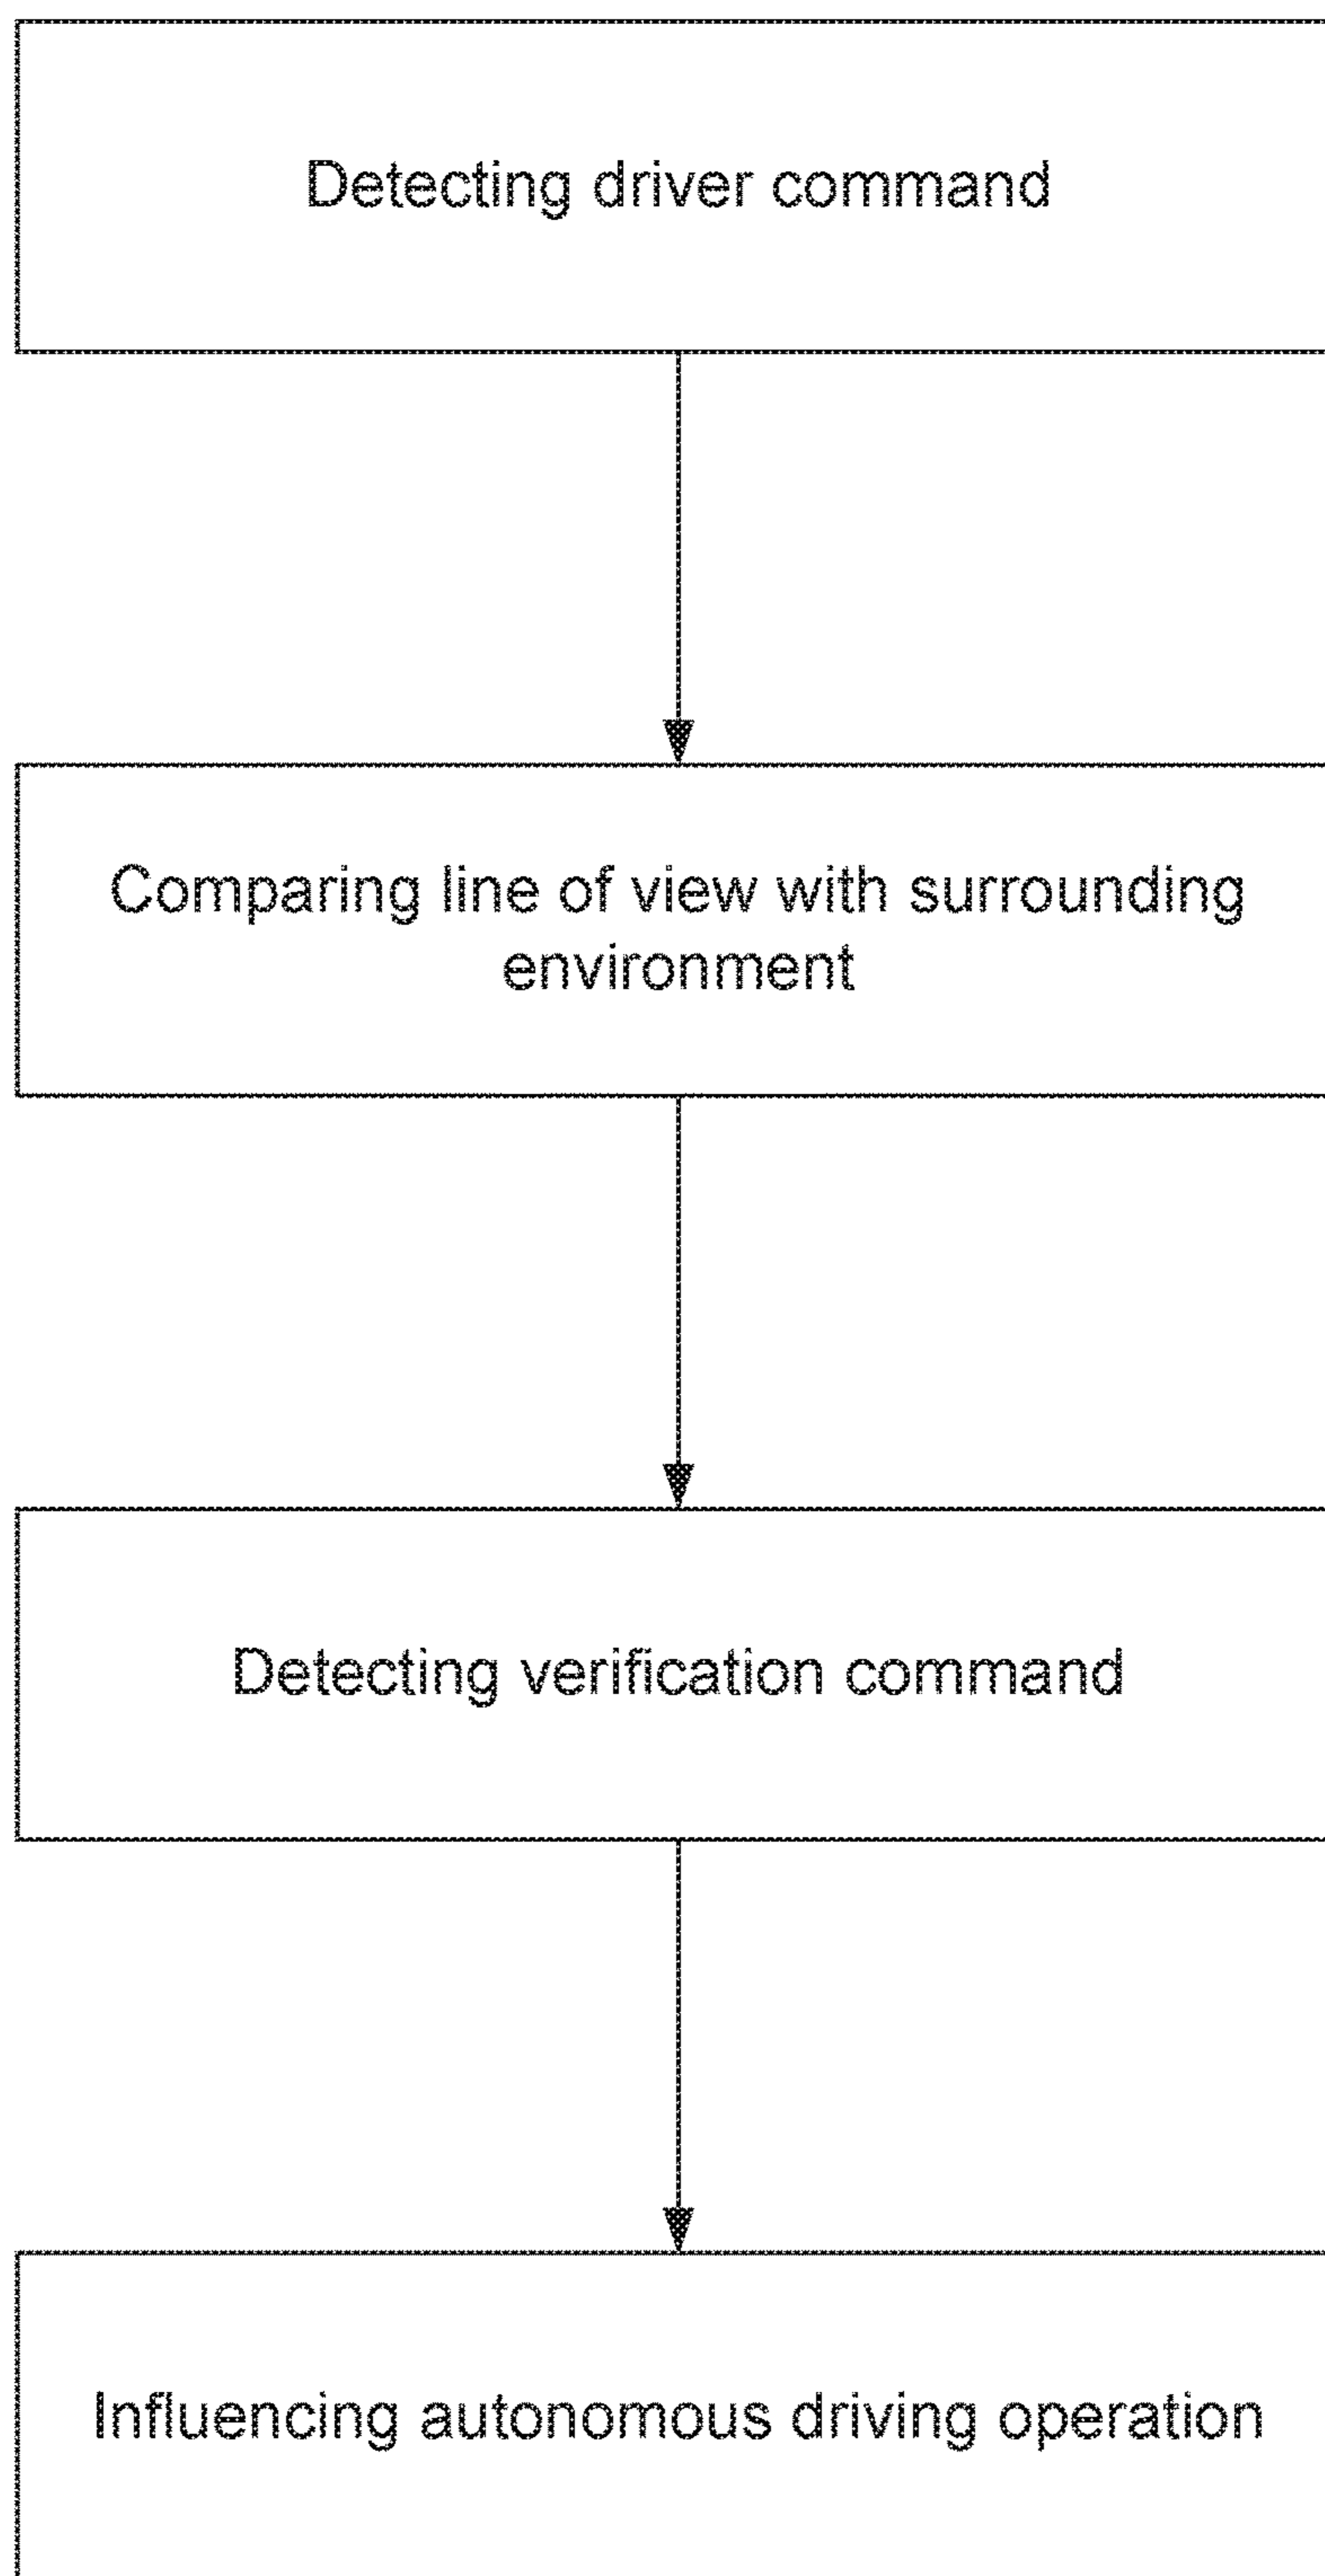 Detecting driver command
Comparing line of view with surrounding
environment
Detecting verification command
Influencing autonomous driving operation